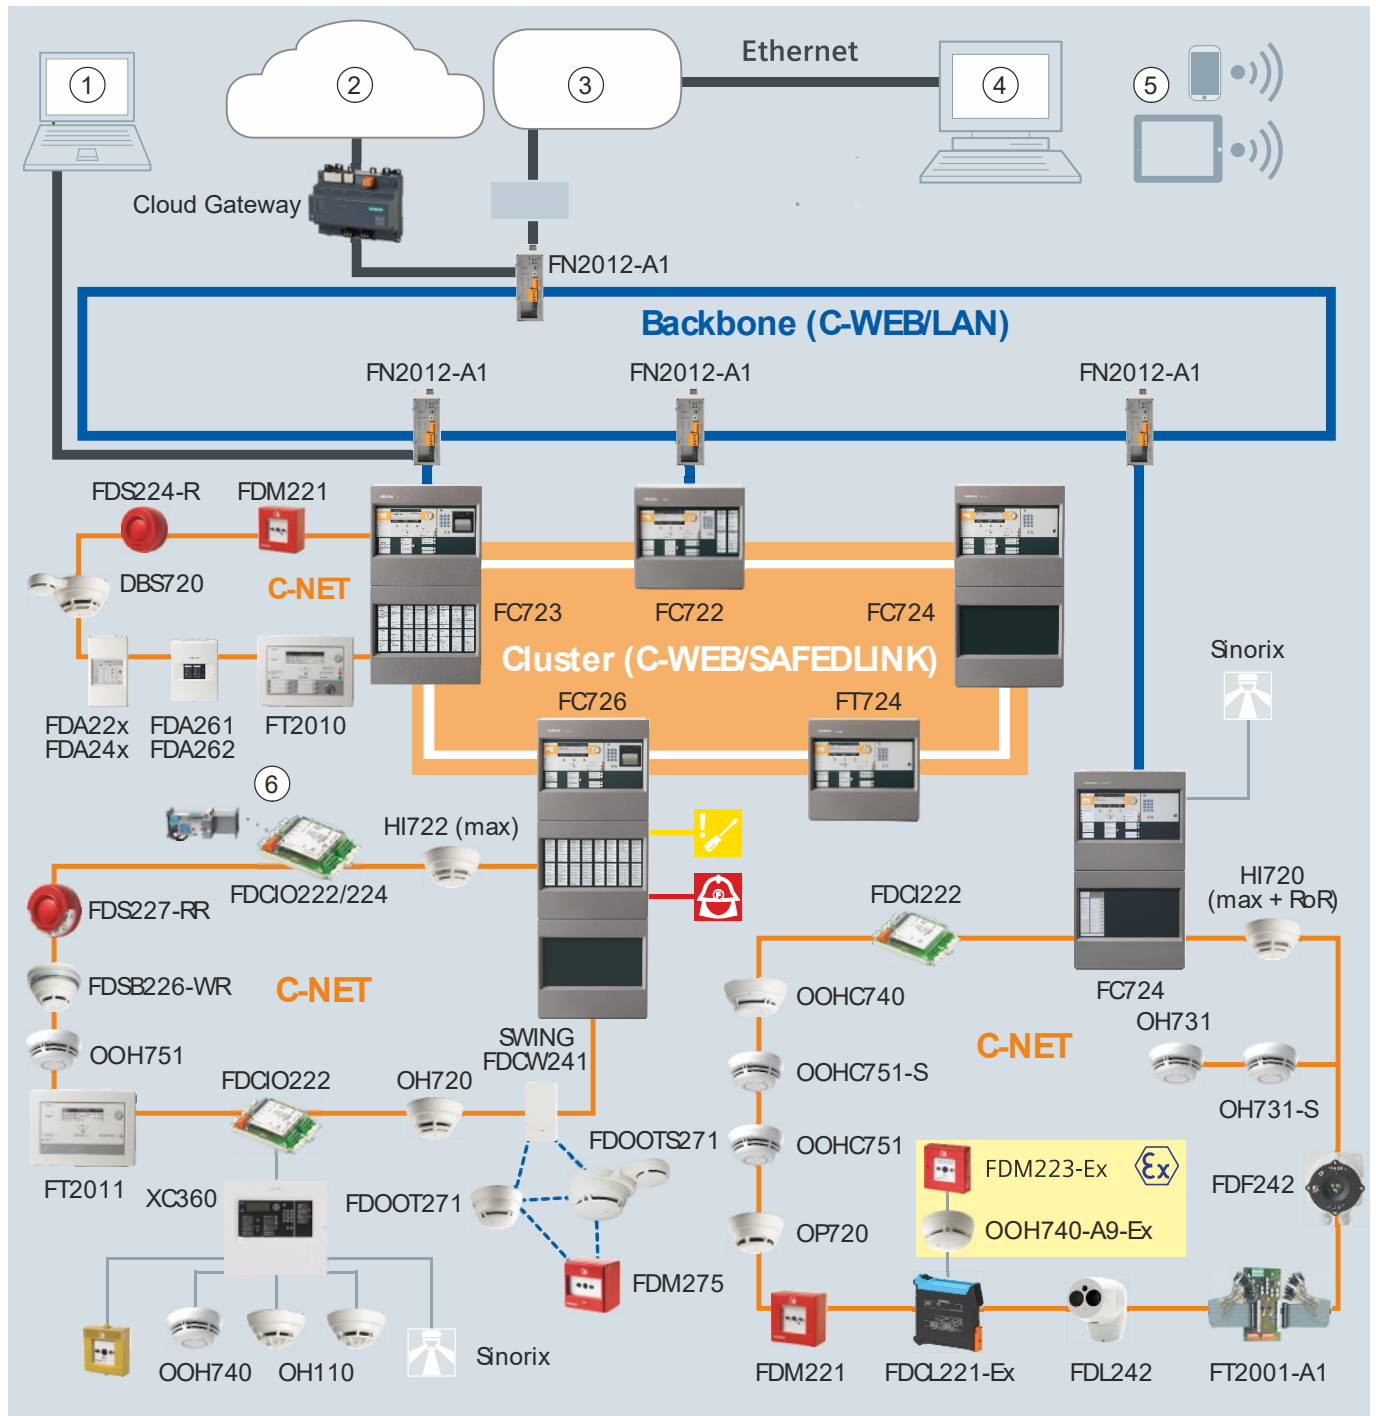 1
2
3
Ethernet
4
5
Cloud Gateway
FN2012-A1
Backbone (C-WEB/LAN)
FN2012-A1
FN2012-A1
FN2012-A1
FDS224-R
FDM221
DBS720
C-NET
FC723
FC722
FC724
Cluster (C-WEB/SAFEDLINK)
Sinorix
FDA22x
FDA24x
FDA261
FDA262
FT2010
FC726
FT724
6
HI722 (max)
FDCIO222/224
FDS227-RR
FDSB226-WR
C-NET
OOH751
FDCIO222
OH720
SWING
FDCW241
FT2011
XC360
FDOOT271
FDOOTS271
FDM275
OOH740
OH110
Sinorix
FDCI222
HI720
(max + RoR)
FC724
OOHC740
C-NET
OH731
OOHC751-S
OH731-S
OOHC751
FDM223-Ex
Ex
FDF242
OP720
OOH740-A9-Ex
FDM221
FDCL221-Ex
FDL242
FT2001-A1